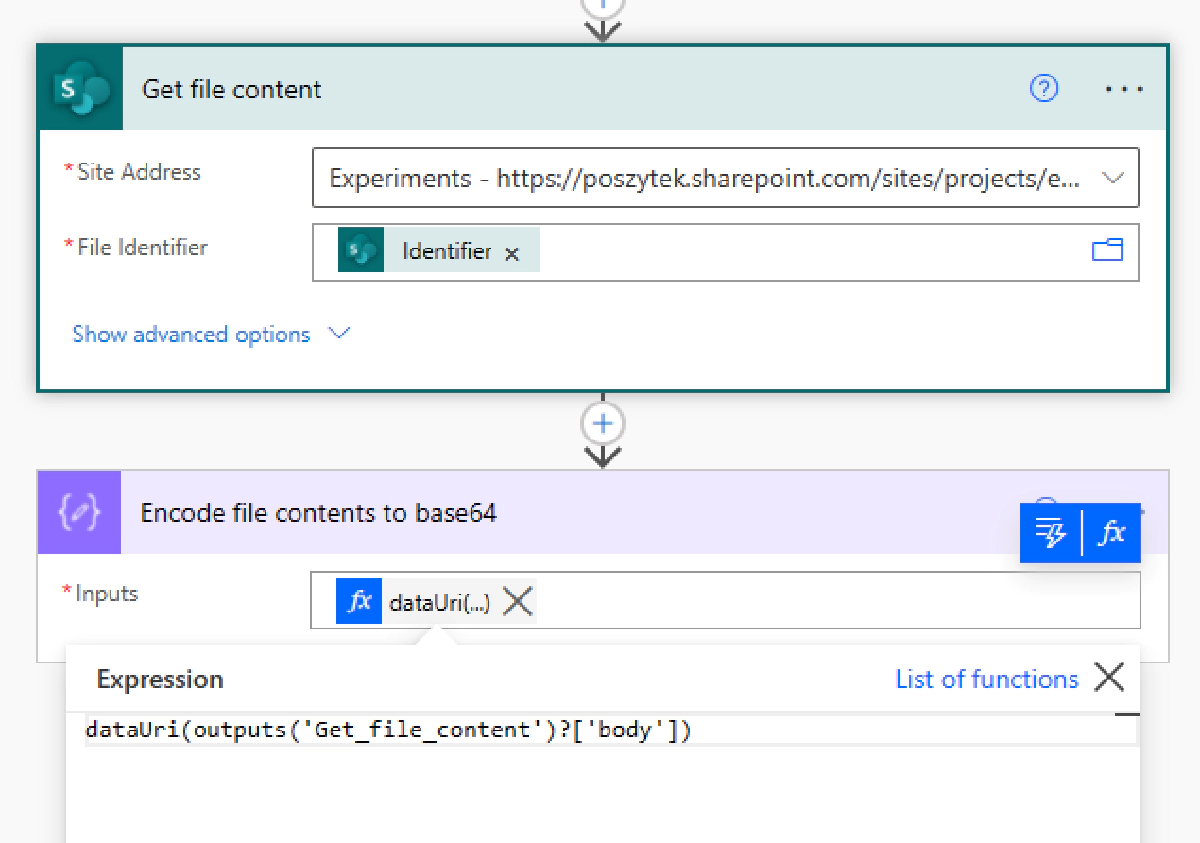 Get file content
*Site Address
Experiments - https://poszytek.sharepoint.com/sites/projects/e...
*File Identifier
Identifier
Show advanced options
Encode file contents to base64
fx
*Inputs
fx dataUri(...)
Expression
List of functions
dataUri(outputs('Get_file_content')?['body'])